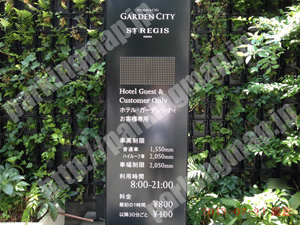 GARDEN CITY
ST REGIS
Hotel Guest &
Customer Only
ホテル・ガーデンシティ
お客様専用
車高制限
普通車 1,550mm
ハイルーフ車 2,050mm
車幅制限 2,050mm
利用時間
8:00-21:00
料金
最初の1時間 ¥800
以降30分ごと ¥400